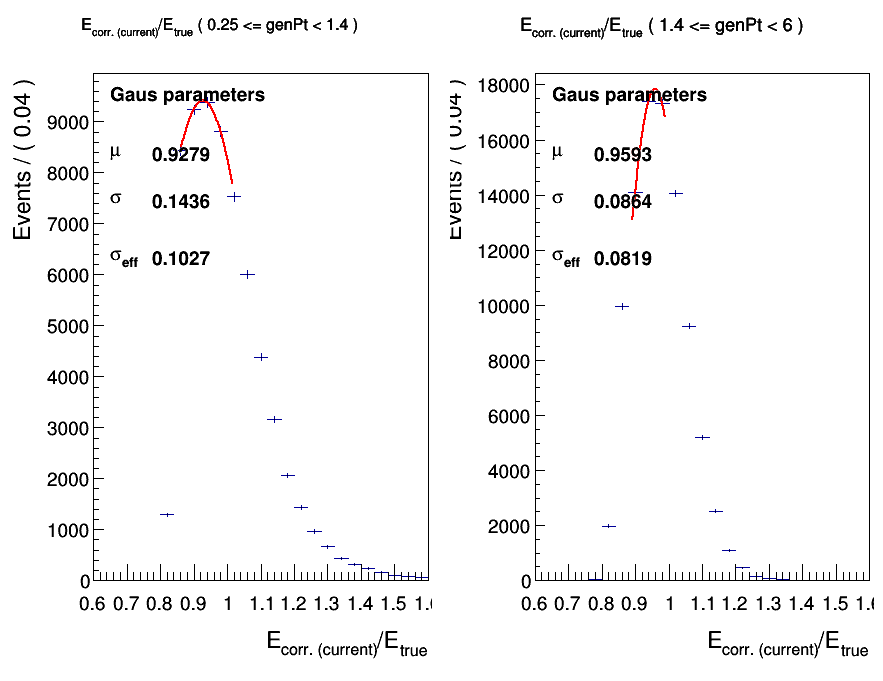 E_corr. (current)/E_true ( 0.25 <= genPt < 1.4 )
Events / ( 0.04 )
Gaus parameters
μ 0.9279
σ 0.1436
σ_eff 0.1027
9000
8000
7000
6000
5000
4000
3000
2000
1000
0
0.6 0.7 0.8 0.9 1 1.1 1.2 1.3 1.4 1.5
E_corr. (current)/E_true
E_corr. (current)/E_true ( 1.4 <= genPt < 6 )
Events / ( 0.04 )
Gaus parameters
μ 0.9593
σ 0.0864
σ_eff 0.0819
18000
16000
14000
12000
10000
8000
6000
4000
2000
0
0.6 0.7 0.8 0.9 1 1.1 1.2 1.3 1.4 1.5
E_corr. (current)/E_true